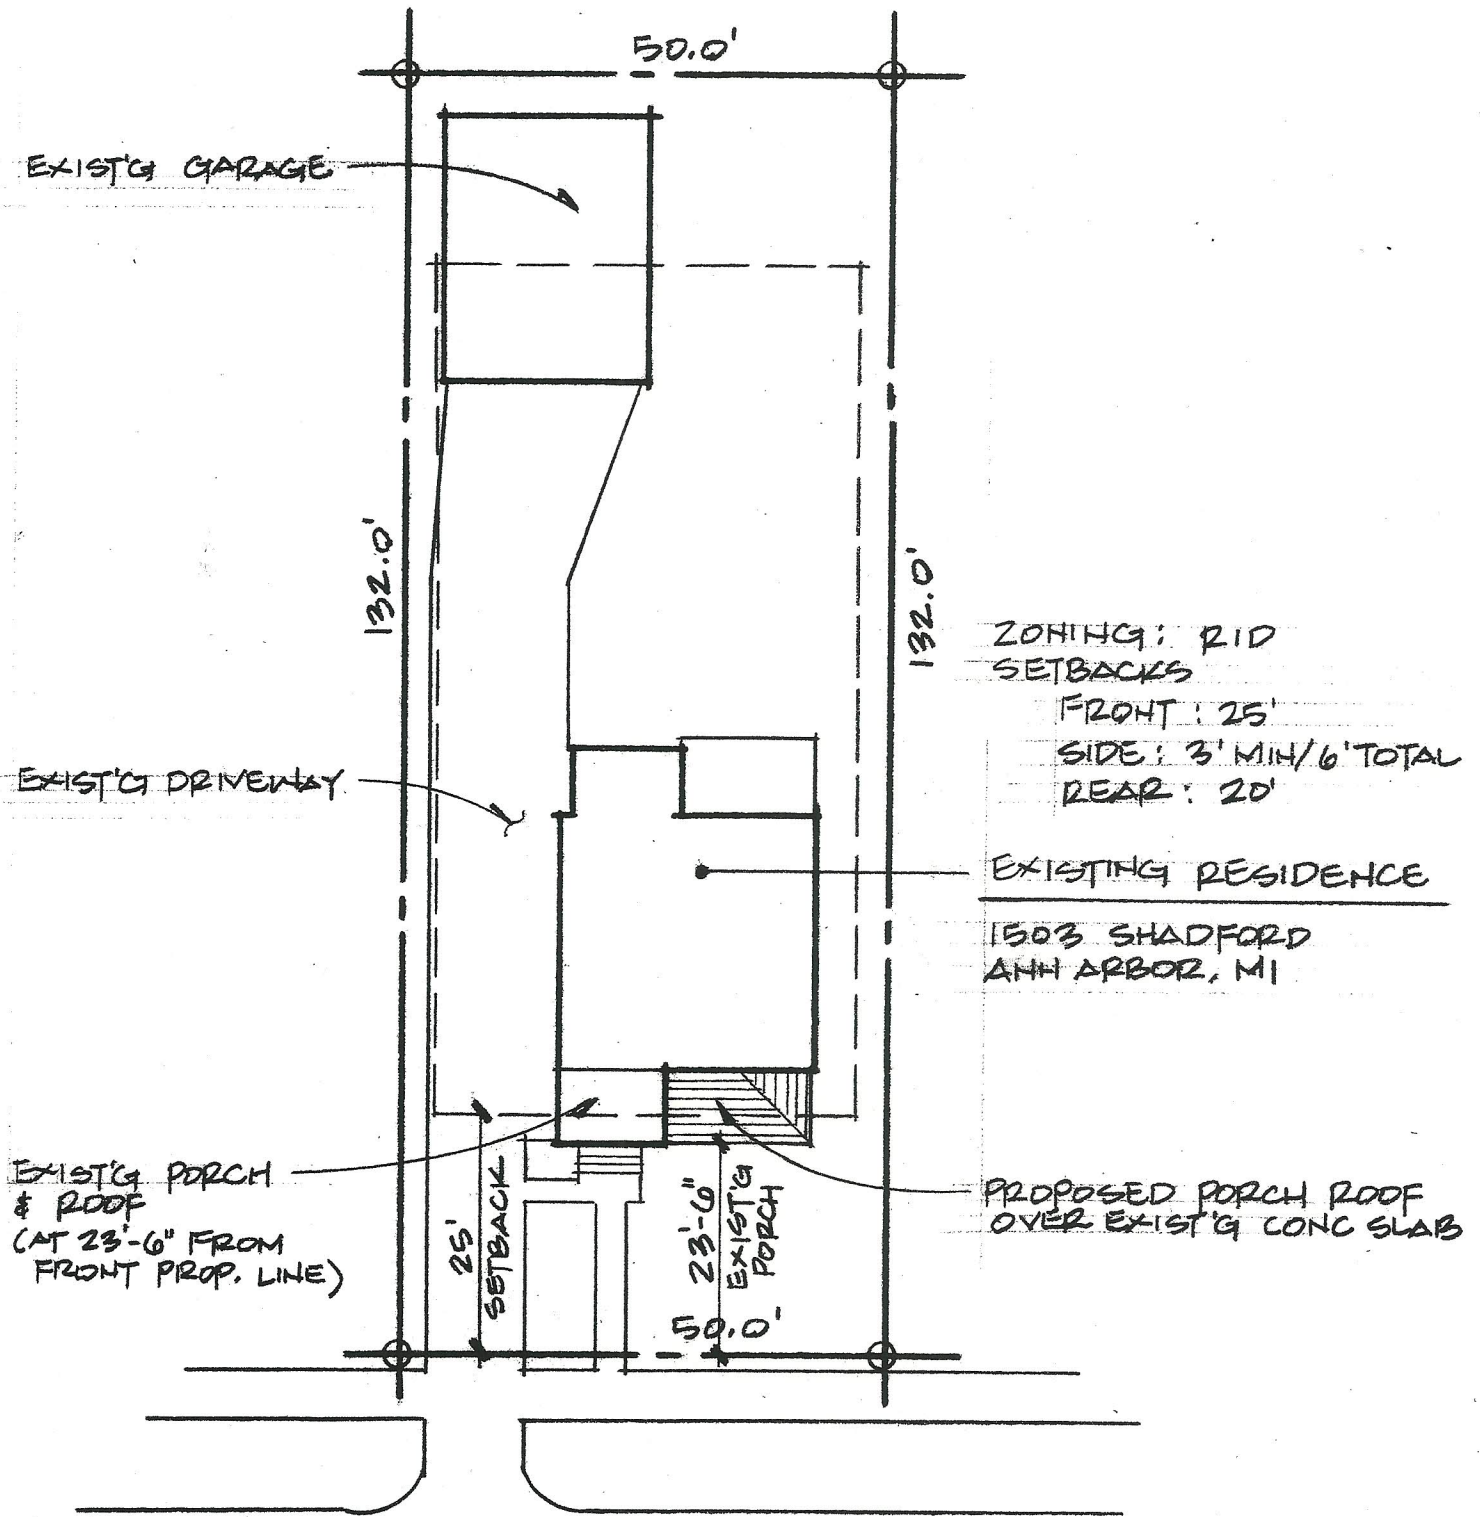 50.0'
EXIST'G GARAGE
132.0'
132.0'
ZONING: R1D
SETBACKS
FRONT: 25'
SIDE: 3' MIN/6' TOTAL
REAR: 20'
EXIST'G DRIVEWAY
EXISTING RESIDENCE
1503 SHADFORD
ANN ARBOR, MI
EXIST'G PORCH
& ROOF
(AT 23'-6" FROM
FRONT PROP. LINE)
25'
SETBACK
23'-6"
EXIST'G
PORCH
PROPOSED PORCH ROOF
OVER EXIST'G CONC SLAB
50.0'